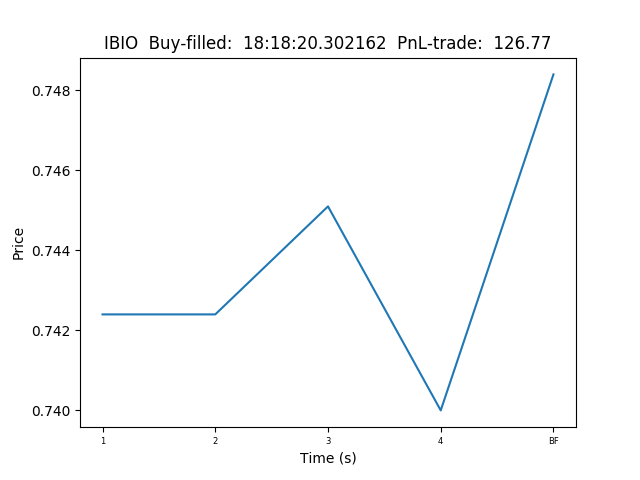 IBIO  Buy-filled:  18:18:20.302162  PnL-trade:  126.77
0.748
0.746
0.744
0.742
0.740
Price
1 2 3 4 BF
Time (s)